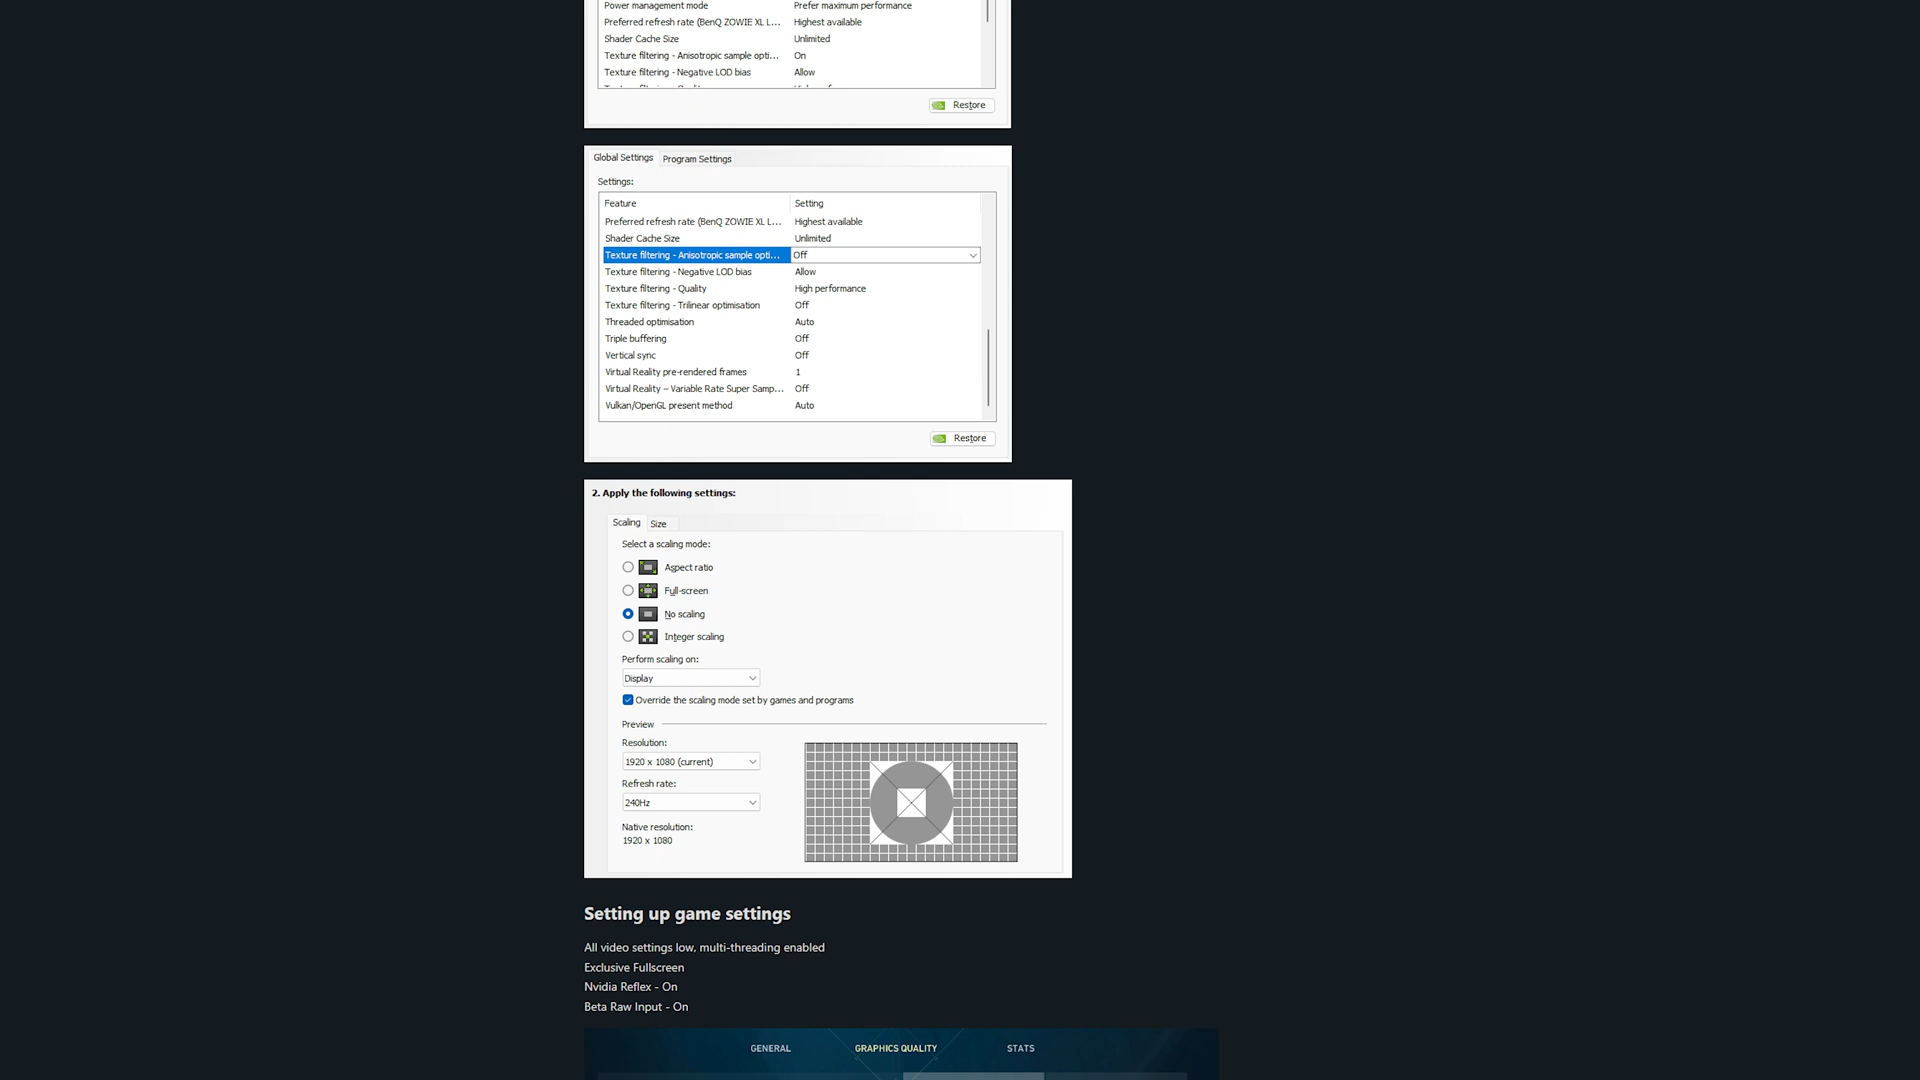 Power management mode Prefer maximum performance
Preferred refresh rate (BenQ ZOWIE XL L... Highest available
Shader Cache Size Unlimited
Texture filtering - Anisotropic sample opti... On
Texture filtering - Negative LOD bias Allow
Restore
Global Settings Program Settings
Settings:
Feature Setting
Preferred refresh rate (BenQ ZOWIE XL L... Highest available
Shader Cache Size Unlimited
Texture filtering - Anisotropic sample opti... Off
Texture filtering - Negative LOD bias Allow
Texture filtering - Quality High performance
Texture filtering - Trilinear optimisation Off
Threaded optimisation Auto
Triple buffering Off
Vertical sync Off
Virtual Reality pre-rendered frames 1
Virtual Reality – Variable Rate Super Samp... Off
Vulkan/OpenGL present method Auto
Restore
2. Apply the following settings:
Scaling Size
Select a scaling mode:
Aspect ratio
Full-screen
No scaling
Integer scaling
Perform scaling on:
Display
Override the scaling mode set by games and programs
Preview
Resolution:
1920 x 1080 (current)
Refresh rate:
240Hz
Native resolution:
1920 x 1080
Setting up game settings
All video settings low, multi-threading enabled
Exclusive Fullscreen
Nvidia Reflex - On
Beta Raw Input - On
GENERAL GRAPHICS QUALITY STATS